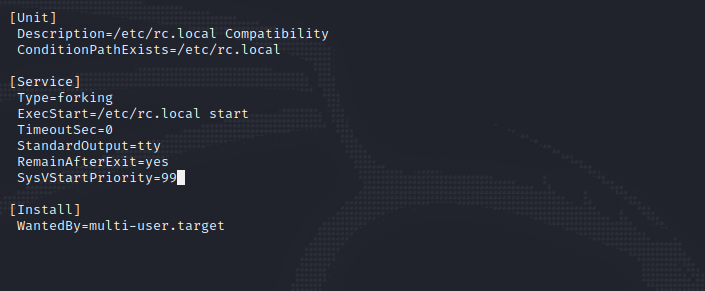 [Unit]
Description=/etc/rc.local Compatibility
ConditionPathExists=/etc/rc.local
[Service]
Type=forking
ExecStart=/etc/rc.local start
TimeoutSec=0
StandardOutput=tty
RemainAfterExit=yes
SysVStartPriority=99
[Install]
WantedBy=multi-user.target